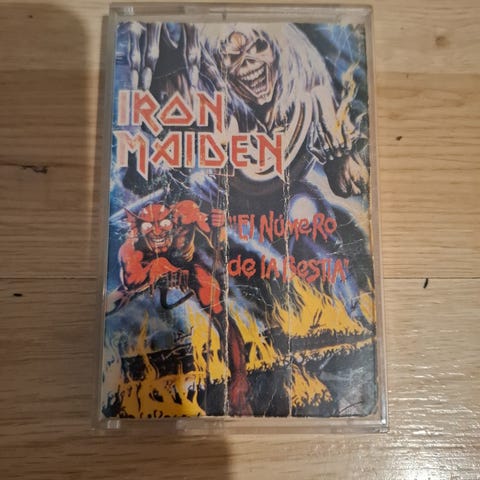 IRON
MAIDEN
"El NúmeRO
de lA BestiA"